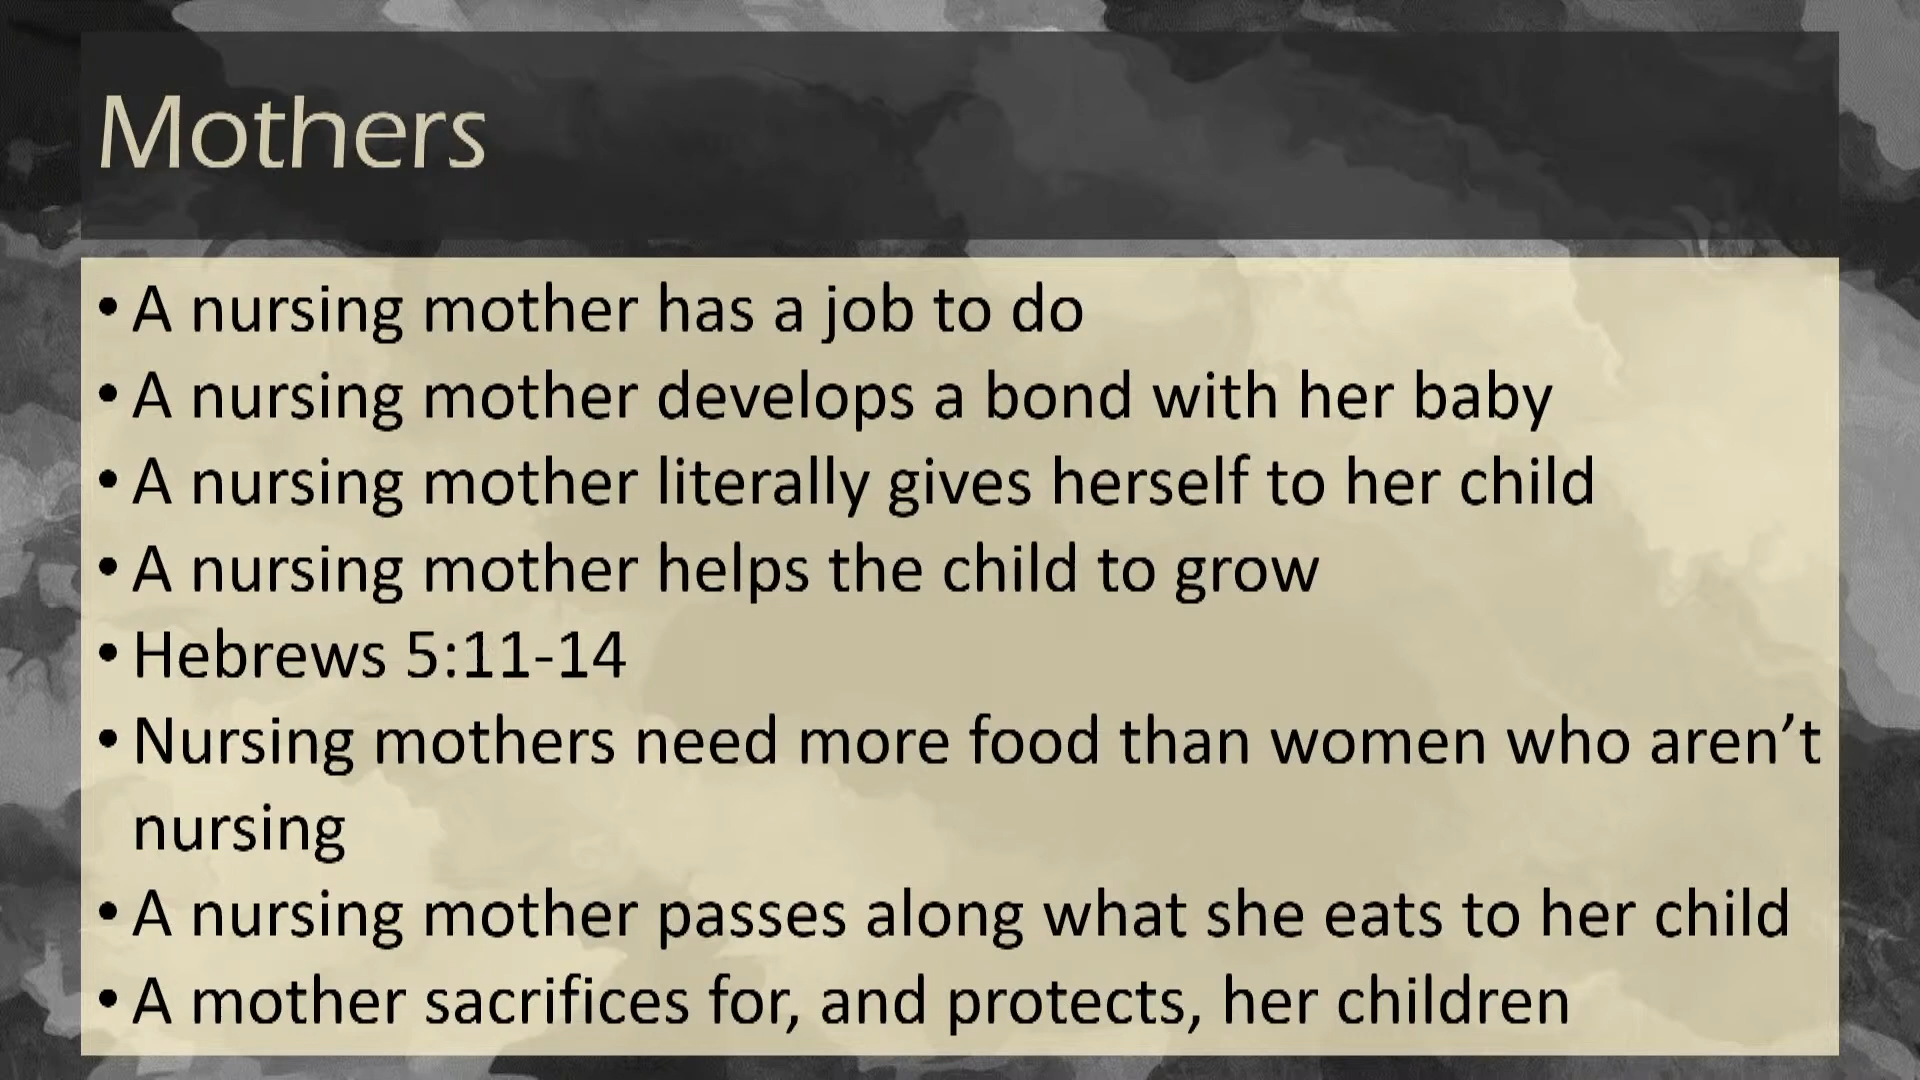 Mothers
• A nursing mother has a job to do
• A nursing mother develops a bond with her baby
• A nursing mother literally gives herself to her child
• A nursing mother helps the child to grow
• Hebrews 5:11-14
• Nursing mothers need more food than women who aren’t
nursing
• A nursing mother passes along what she eats to her child
• A mother sacrifices for, and protects, her children